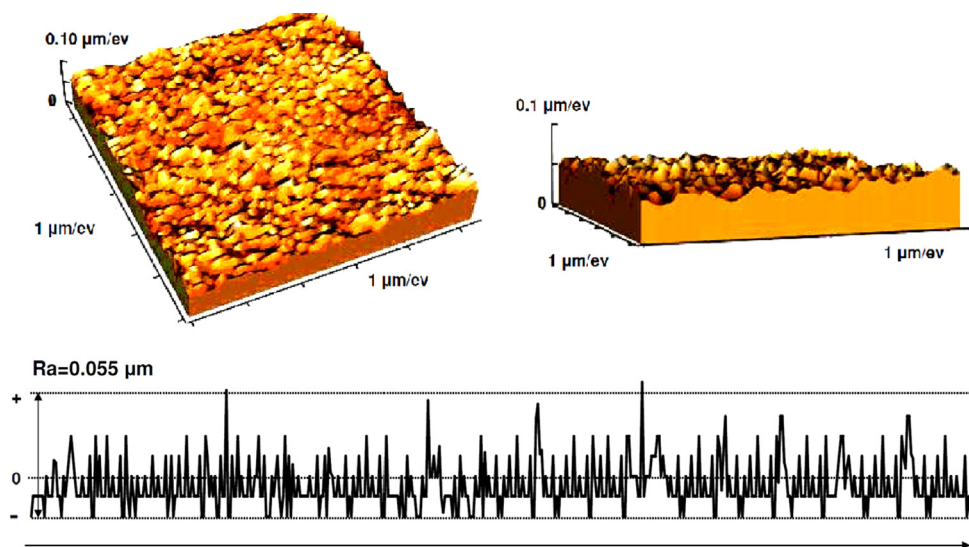 0.10 µm/ev
0
1 µm/ev
1 µm/ev
0.1 µm/ev
0
1 µm/ev
1 µm/ev
Ra=0.055 µm
+
0
-